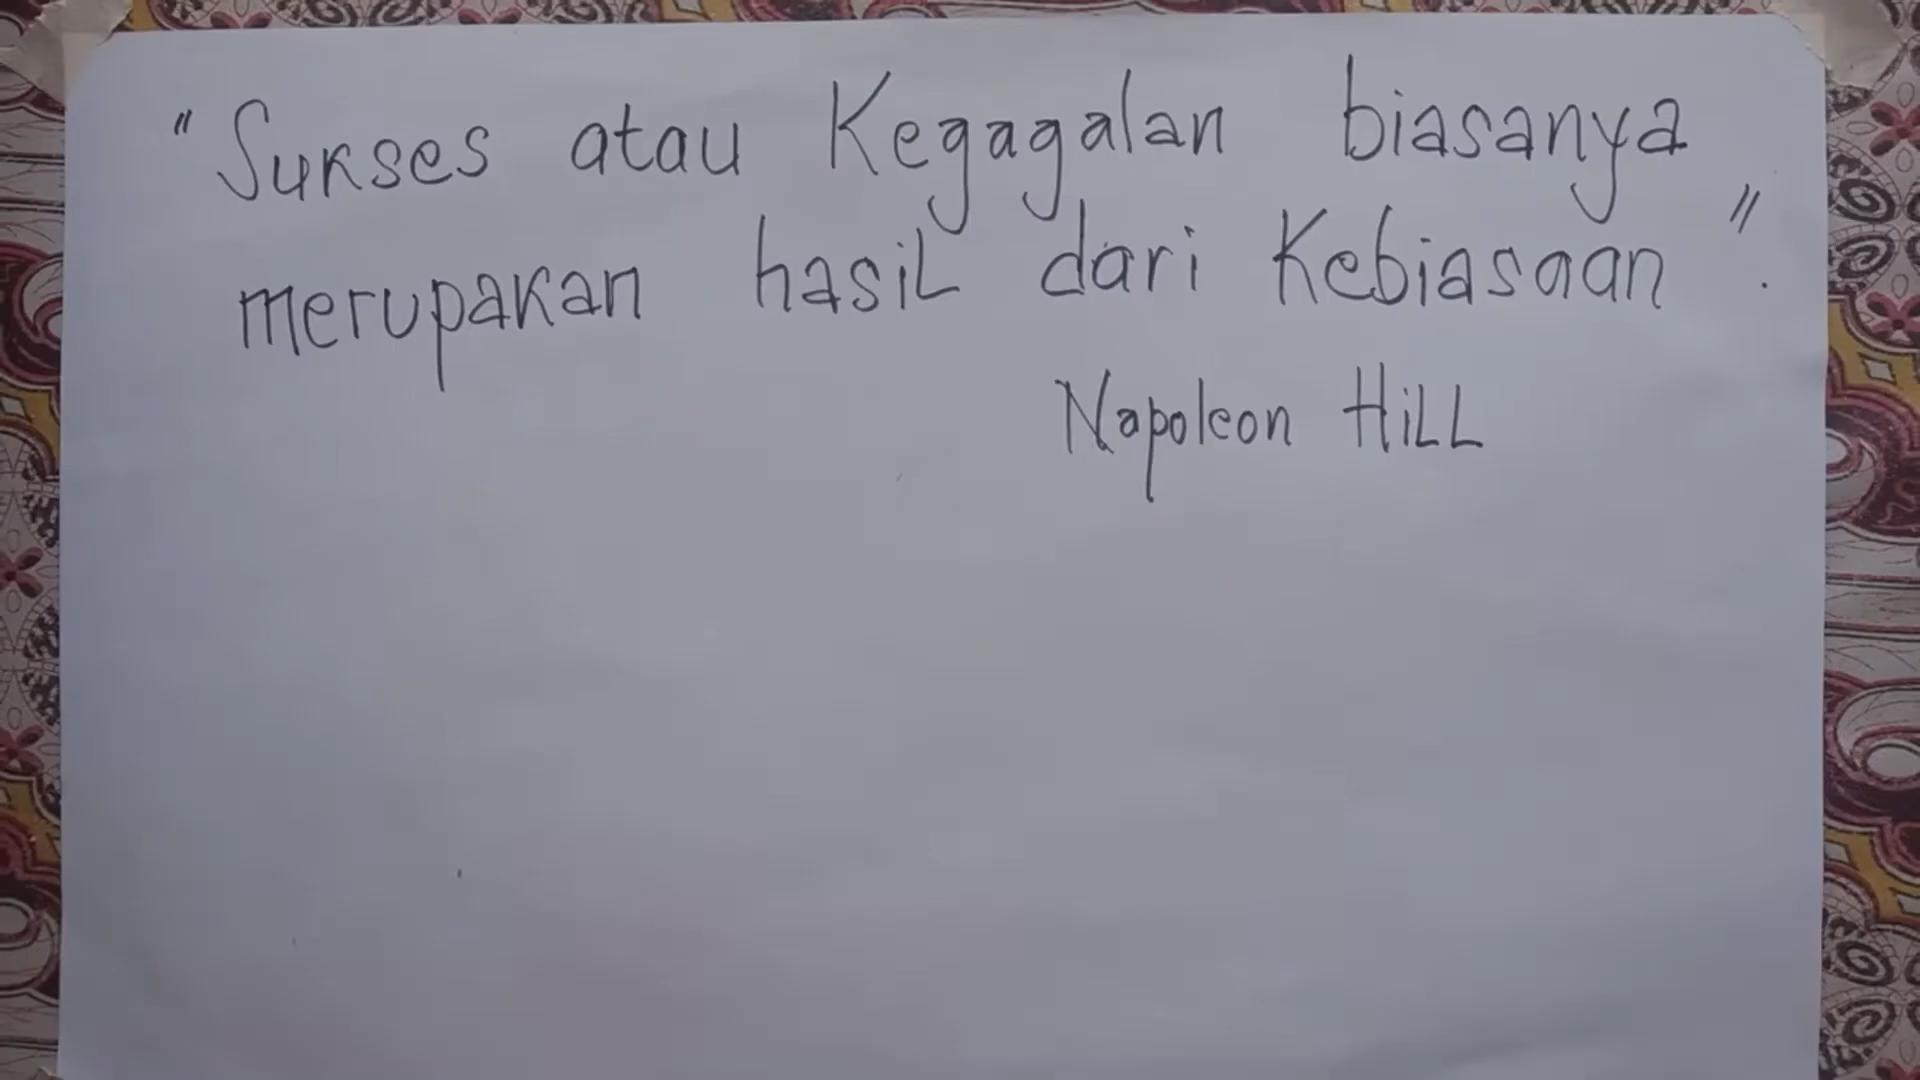 "Sukses atau Kegagalan biasanya
merupakan hasil dari Kebiasaan".
Napoleon Hill